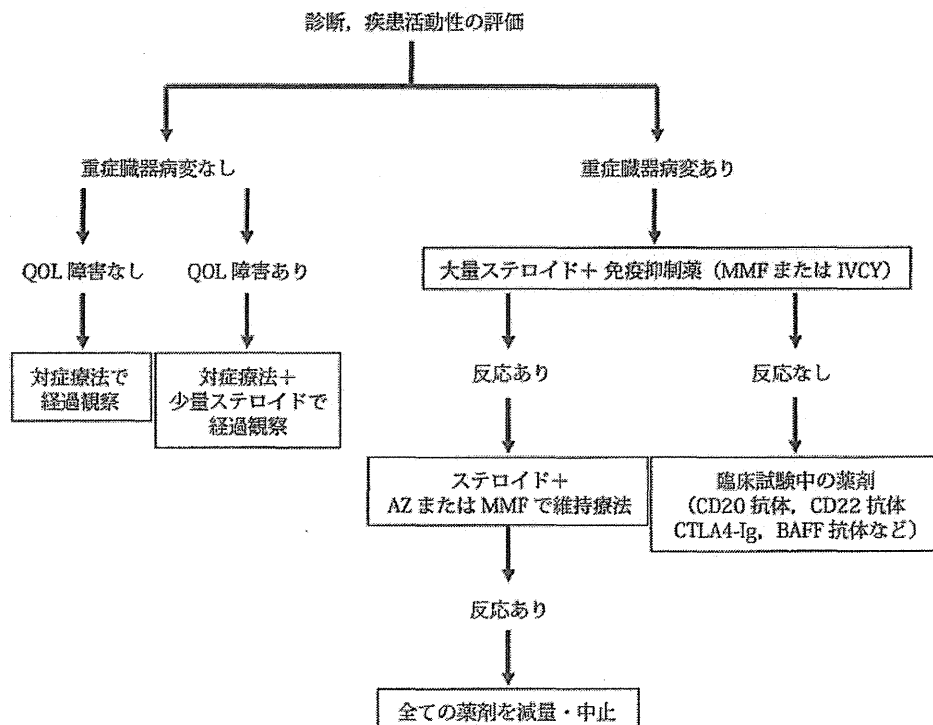 診断，疾患活動性の評価
重症臓器病変なし
重症臓器病変あり
QOL 障害なし
QOL 障害あり
大量ステロイド＋免疫抑制薬（MMF または IVCY）
対症療法で
経過観察
対症療法＋
少量ステロイドで
経過観察
反応あり
反応なし
ステロイド＋
AZ または MMF で維持療法
臨床試験中の薬剤
（CD20 抗体，CD22 抗体
CTLA4-Ig，BAFF 抗体など）
反応あり
全ての薬剤を減量・中止